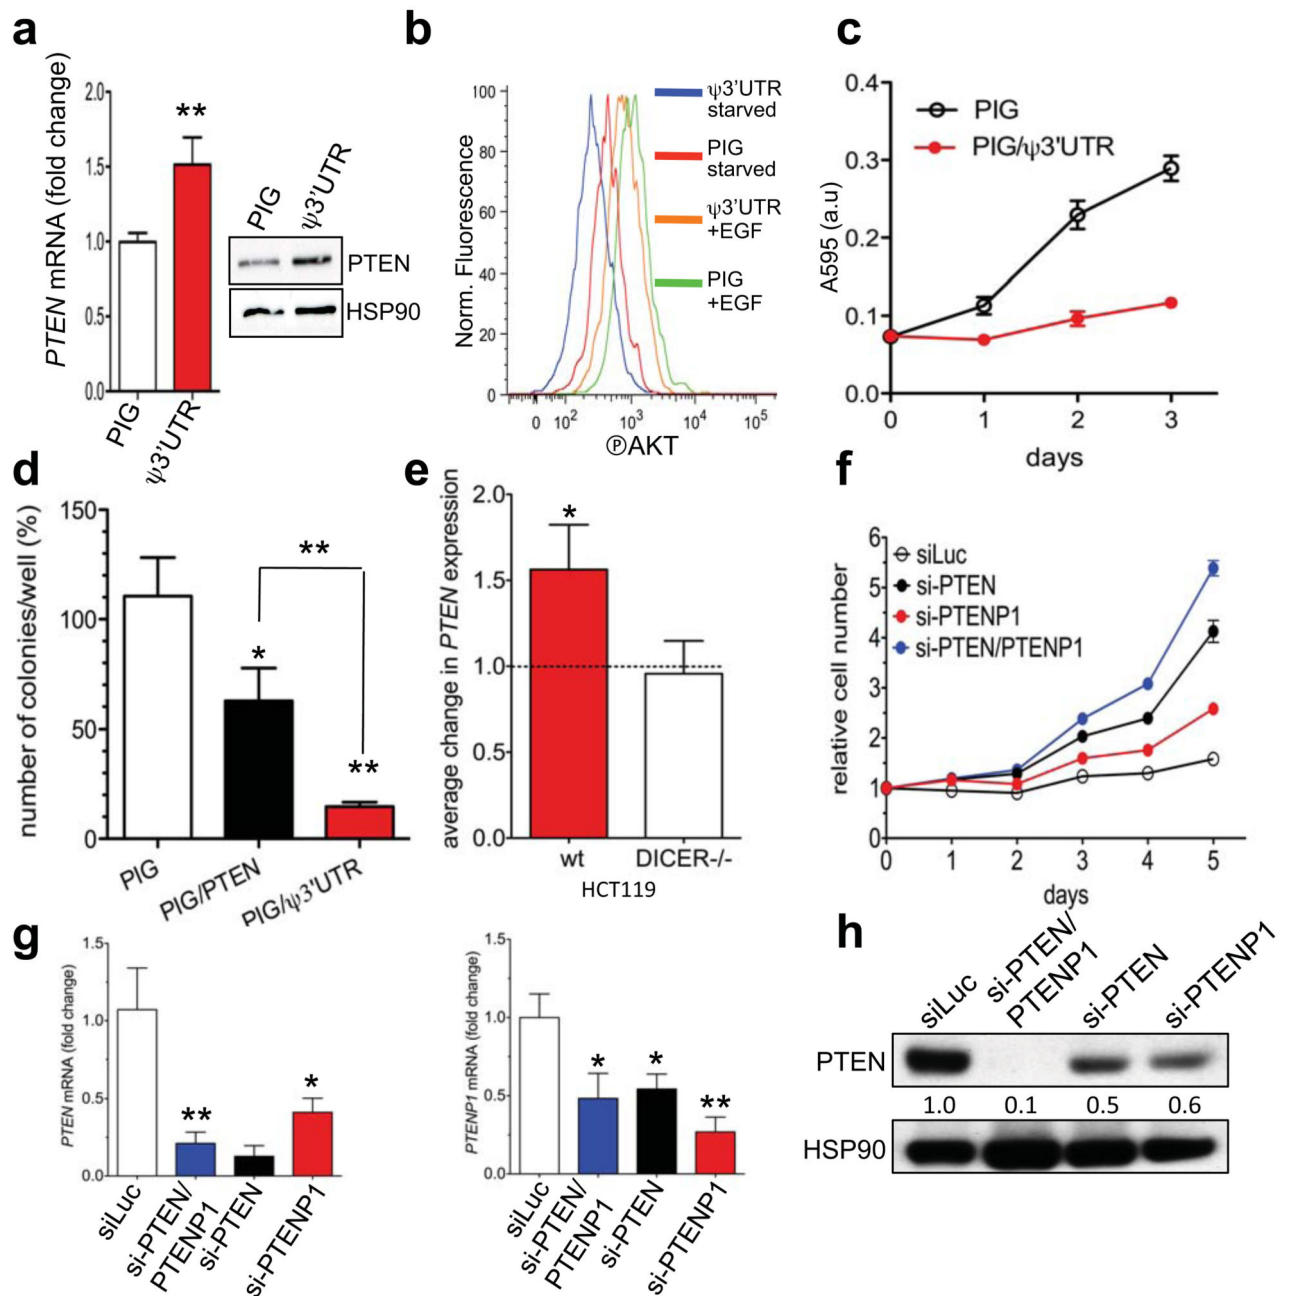 a
PTEN mRNA (fold change)
2.0
1.5
1.0
0.5
0.0
**
PIG
ψ3'UTR
PIG
ψ3'UTR
PTEN
HSP90
b
Norm. Fluorescence
100
80
60
40
20
0
0 10² 10³ 10⁴ 10⁵
ⓅAKT
ψ3'UTR
starved
PIG
starved
ψ3'UTR
+EGF
PIG
+EGF
c
A595 (a.u)
0.4
0.3
0.2
0.1
0.0
PIG
PIG/ψ3'UTR
0 1 2 3
days
d
number of colonies/well (%)
150
100
50
0
**
*
**
PIG
PIG/PTEN
PIG/ψ3'UTR
e
average change in PTEN expression
2.0
1.5
1.0
0.5
0.0
*
wt DICER-/-
HCT119
f
relative cell number
6
5
4
3
2
1
0
siLuc
si-PTEN
si-PTENP1
si-PTEN/PTENP1
0 1 2 3 4 5
days
g
PTEN mRNA (fold change)
1.5
1.0
0.5
0.0
**
*
siLuc
si-PTEN/
PTENP1
si-PTEN
si-PTENP1
PTENP1 mRNA (fold change)
1.5
1.0
0.5
0.0
*
*
**
siLuc
si-PTEN/
PTENP1
si-PTEN
si-PTENP1
h
siLuc
si-PTEN/
PTENP1
si-PTEN
si-PTENP1
PTEN
1.0 0.1 0.5 0.6
HSP90